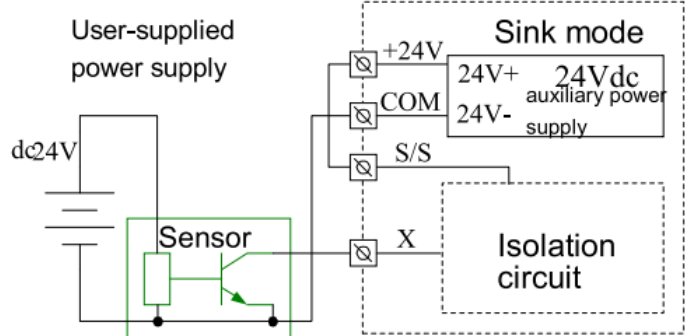 User-supplied
power supply
Sink mode
+24V
24V+ 24Vdc
COM
24V- auxiliary power
supply
dc24V
S/S
Sensor
X
Isolation
circuit